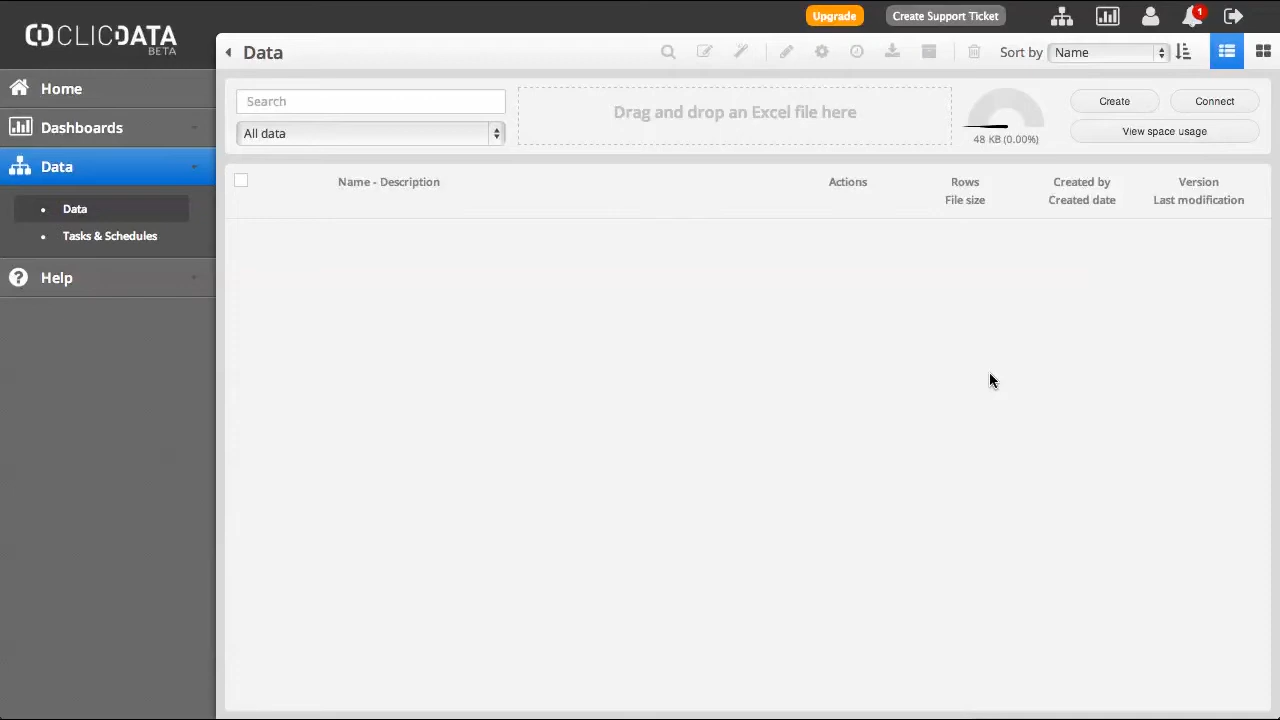 Upgrade
Create Support Ticket
1
CLICDATA
BETA
Data
Sort by
Name
Home
Dashboards
Data
Data
Tasks & Schedules
Help
Search
All data
Drag and drop an Excel file here
48 KB (0.00%)
Create
Connect
View space usage
Name - Description
Actions
Rows
File size
Created by
Created date
Version
Last modification